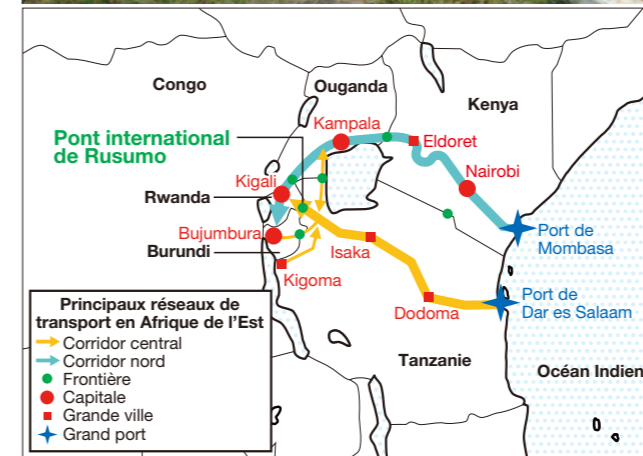 Congo
Ouganda
Kenya
Kampala
Pont international
de Rusumo
Eldoret
Kigali
Nairobi
Rwanda
Bujumbura
Port de
Mombasa
Burundi
Isaka
Kigoma
Dodoma
Port de
Dar es Salaam
Principaux réseaux de
transport en Afrique de l'Est
Corridor central
Corridor nord
Frontière
Capitale
Grande ville
Grand port
Tanzanie
Océan Indien